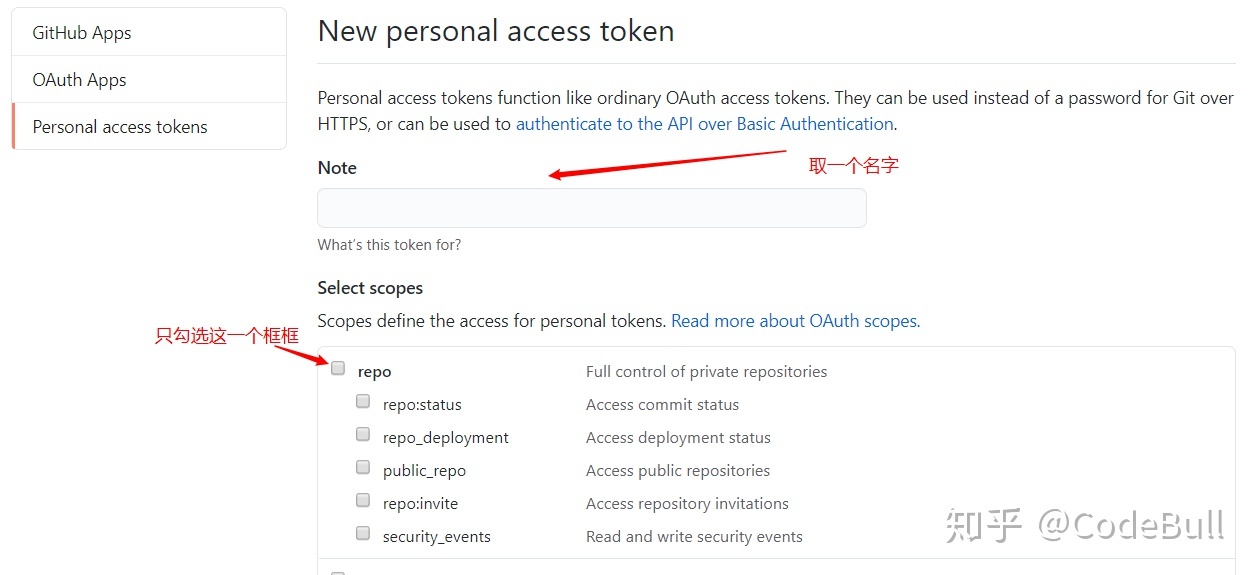 GitHub Apps
OAuth Apps
Personal access tokens
New personal access token
Personal access tokens function like ordinary OAuth access tokens. They can be used instead of a password for Git over
HTTPS, or can be used to authenticate to the API over Basic Authentication.
Note
取一个名字
What's this token for?
Select scopes
Scopes define the access for personal tokens. Read more about OAuth scopes.
只勾选这一个框框
repo Full control of private repositories
repo:status Access commit status
repo_deployment Access deployment status
public_repo Access public repositories
repo:invite Access repository invitations
security_events Read and write security events
知乎 @CodeBull